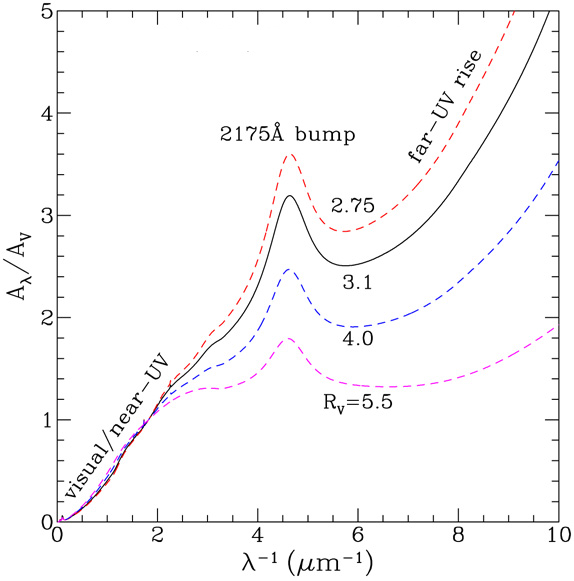 5
4
3
2
1
0
A_λ/A_V
2175Å bump
far-UV rise
2.75
3.1
4.0
R_V=5.5
visual/near-UV
0 2 4 6 8 10
λ⁻¹ (μm⁻¹)